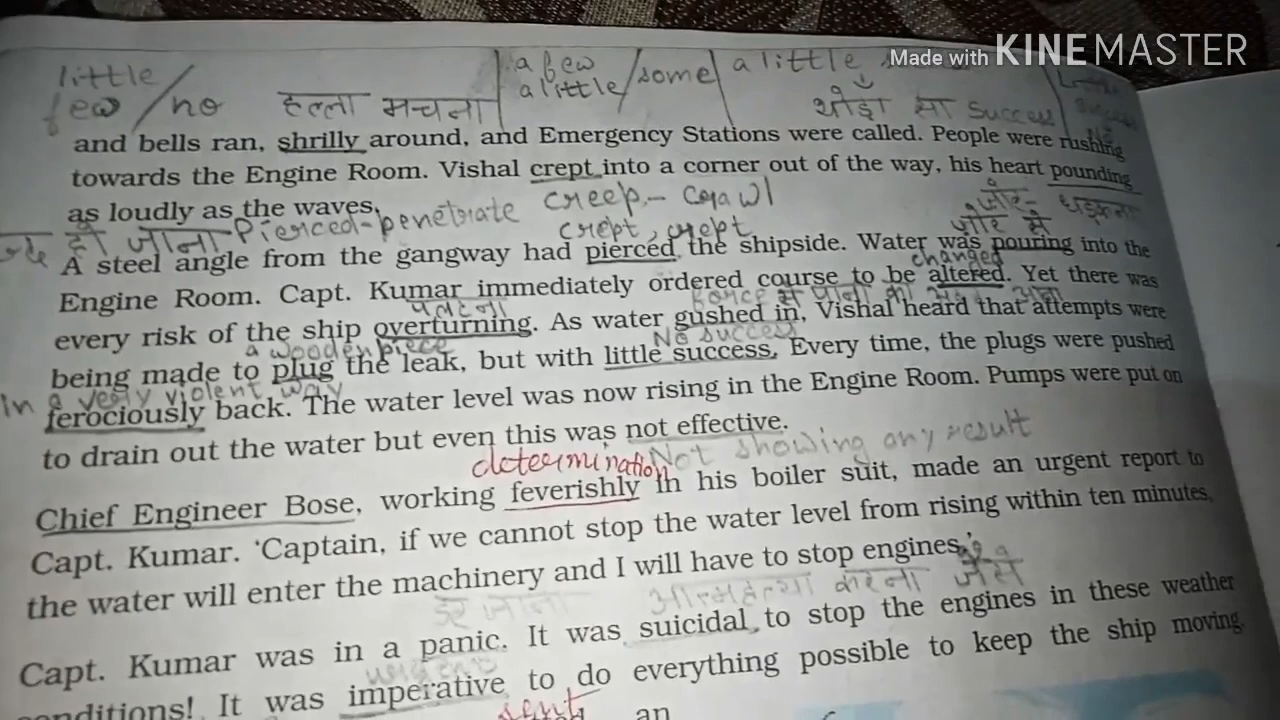 Made with KINEMASTER
little / few / no हल्ला मचना a few / a little / some a little
थोड़ा सा success
and bells ran, shrilly around, and Emergency Stations were called. People were rushing
towards the Engine Room. Vishal crept into a corner out of the way, his heart pounding
as loudly as the waves.
creep - crawl
crept, crept
जोर-जोर से धड़कना
हो जाना Pierced-penetrate
A steel angle from the gangway had pierced the shipside. Water was pouring into the
changed
Engine Room. Capt. Kumar immediately ordered course to be altered. Yet there was
पलटना
every risk of the ship overturning. As water gushed in, Vishal heard that attempts were
a wooden piece No success
being made to plug the leak, but with little success. Every time, the plugs were pushed
In a very violent way
ferociously back. The water level was now rising in the Engine Room. Pumps were put on
to drain out the water but even this was not effective.
determination Not showing any result
Chief Engineer Bose, working feverishly in his boiler suit, made an urgent report to
Capt. Kumar. 'Captain, if we cannot stop the water level from rising within ten minutes,
the water will enter the machinery and I will have to stop engines.'
डर जाना आत्महत्या करना जैसे
Capt. Kumar was in a panic. It was suicidal to stop the engines in these weather
urgent
conditions! It was imperative to do everything possible to keep the ship moving.
sent an